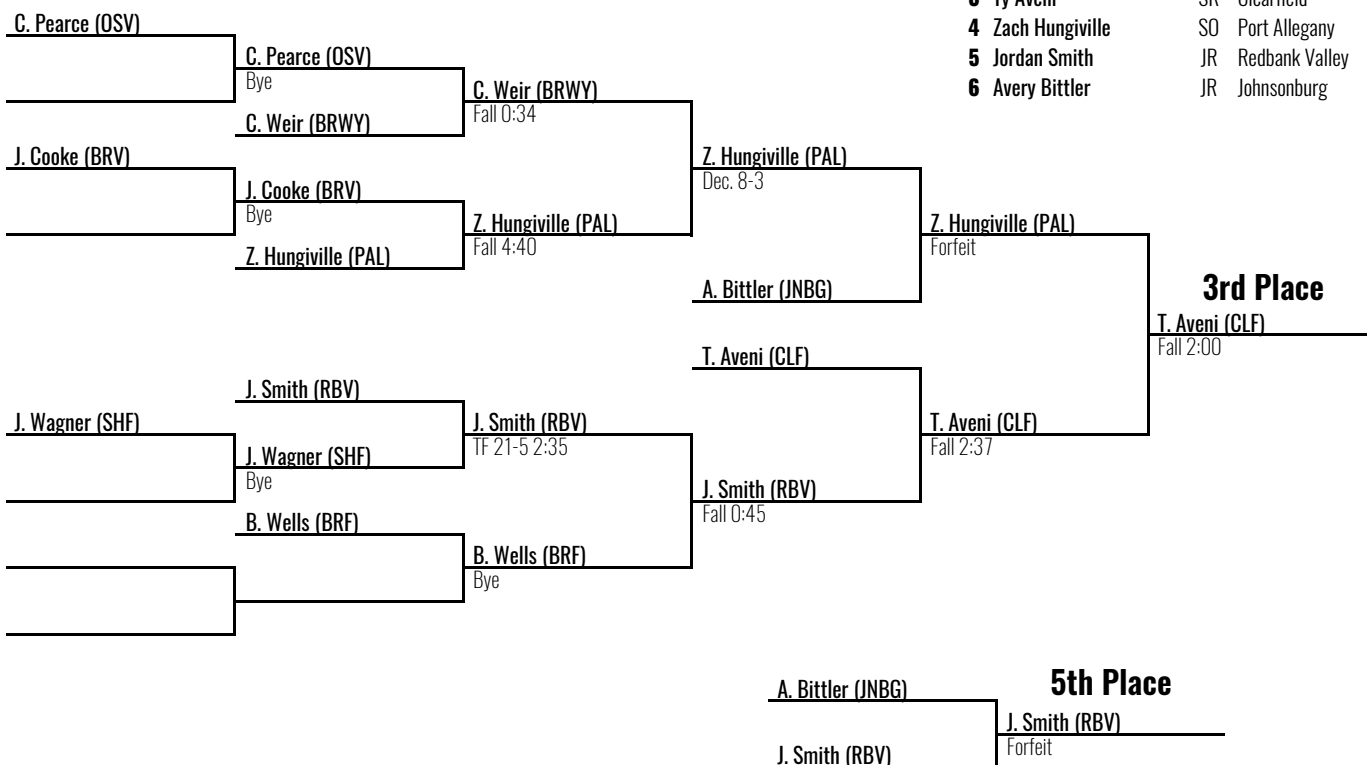 3 Ty Aveni SR Clearfield
4 Zach Hungiville SO Port Allegany
5 Jordan Smith JR Redbank Valley
6 Avery Bittler JR Johnsonburg
C. Pearce (OSV)
C. Pearce (OSV)
Bye
C. Weir (BRWY)
Fall 0:34
C. Weir (BRWY)
J. Cooke (BRV)
Z. Hungiville (PAL)
Dec. 8-3
J. Cooke (BRV)
Bye
Z. Hungiville (PAL)
Fall 4:40
Z. Hungiville (PAL)
Forfeit
Z. Hungiville (PAL)
A. Bittler (JNBG)
3rd Place
T. Aveni (CLF)
Fall 2:00
T. Aveni (CLF)
J. Smith (RBV)
J. Wagner (SHF)
J. Smith (RBV)
TF 21-5 2:35
T. Aveni (CLF)
Fall 2:37
J. Wagner (SHF)
Bye
J. Smith (RBV)
Fall 0:45
B. Wells (BRF)
B. Wells (BRF)
Bye
5th Place
A. Bittler (JNBG)
J. Smith (RBV)
Forfeit
J. Smith (RBV)